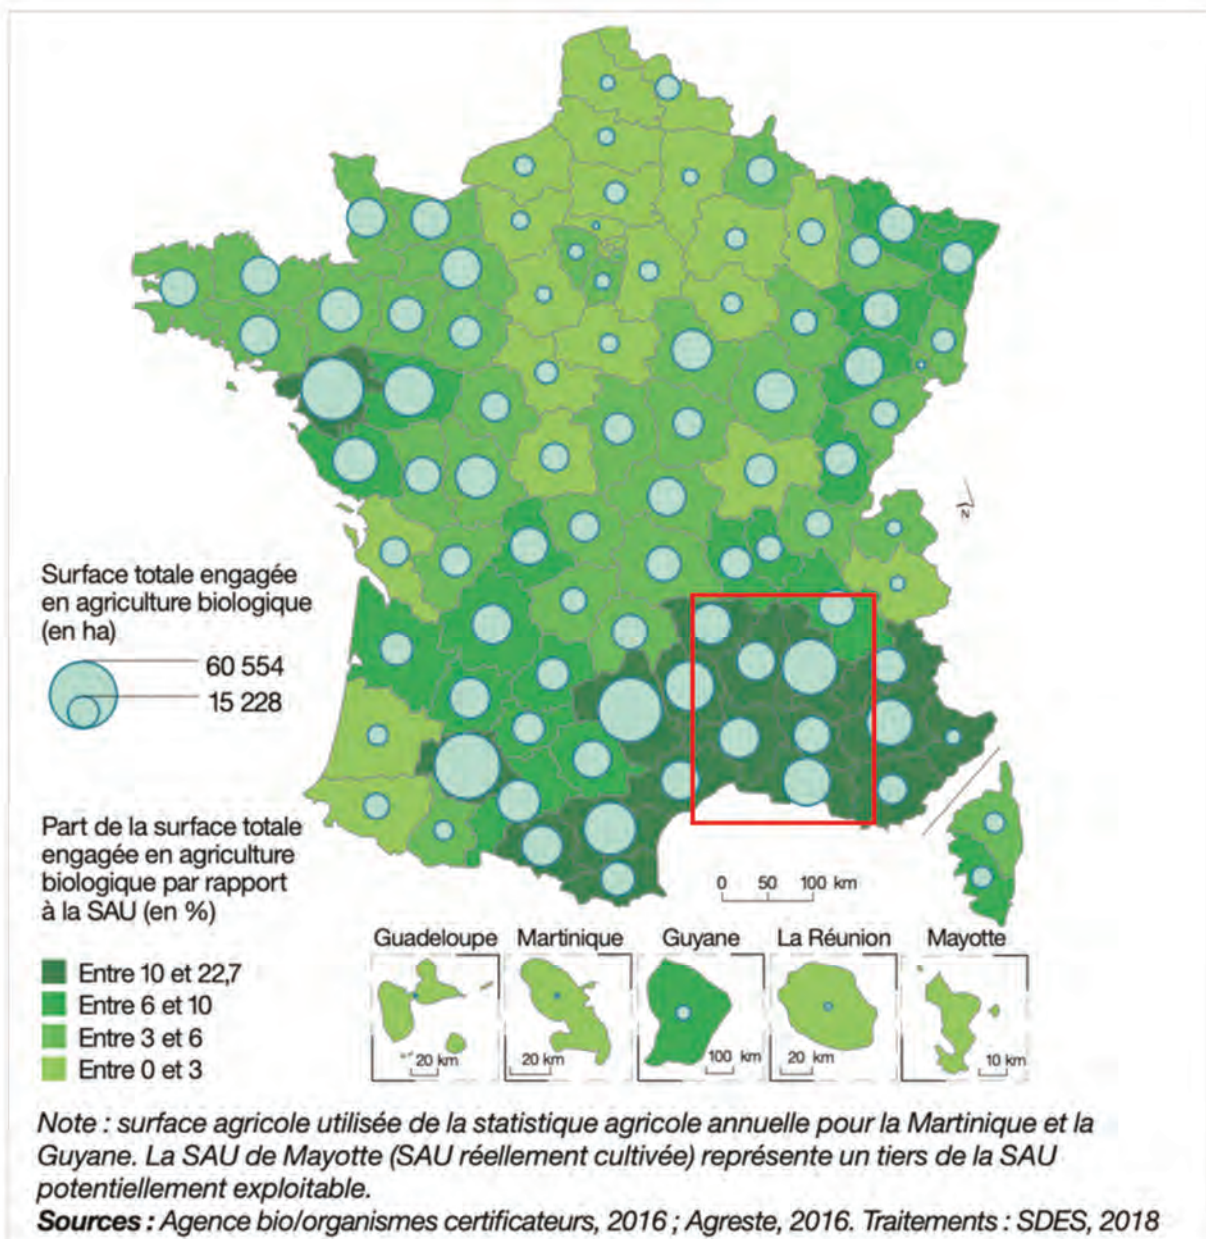 Surface totale engagée
en agriculture biologique
(en ha)
60 554
15 228
Part de la surface totale
engagée en agriculture
biologique par rapport
à la SAU (en %)
Entre 10 et 22,7
Entre 6 et 10
Entre 3 et 6
Entre 0 et 3
N
0 50 100 km
Guadeloupe
Martinique
Guyane
La Réunion
Mayotte
20 km
20 km
100 km
20 km
10 km
Note : surface agricole utilisée de la statistique agricole annuelle pour la Martinique et la
Guyane. La SAU de Mayotte (SAU réellement cultivée) représente un tiers de la SAU
potentiellement exploitable.
Sources : Agence bio/organismes certificateurs, 2016 ; Agreste, 2016. Traitements : SDES, 2018